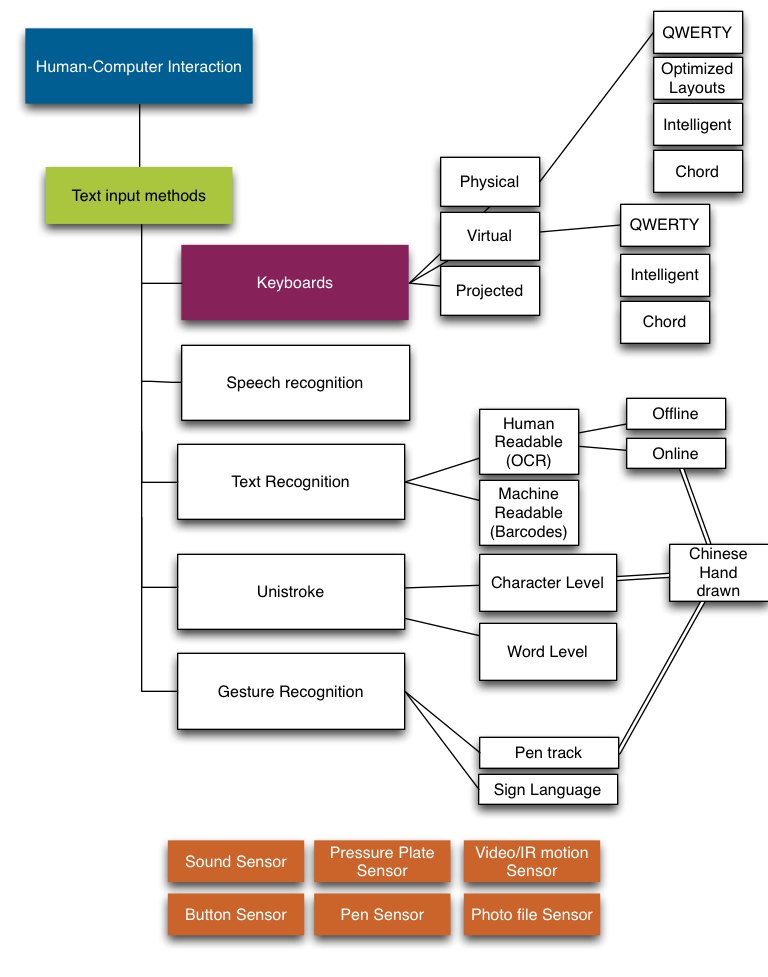 Human-Computer Interaction
Text input methods
Keyboards
Physical
Virtual
Projected
QWERTY
Optimized
Layouts
Intelligent
Chord
QWERTY
Intelligent
Chord
Speech recognition
Text Recognition
Human
Readable
(OCR)
Machine
Readable
(Barcodes)
Offline
Online
Unistroke
Character Level
Word Level
Chinese
Hand
drawn
Gesture Recognition
Pen track
Sign Language
Sound Sensor
Pressure Plate
Sensor
Video/IR motion
Sensor
Button Sensor
Pen Sensor
Photo file Sensor